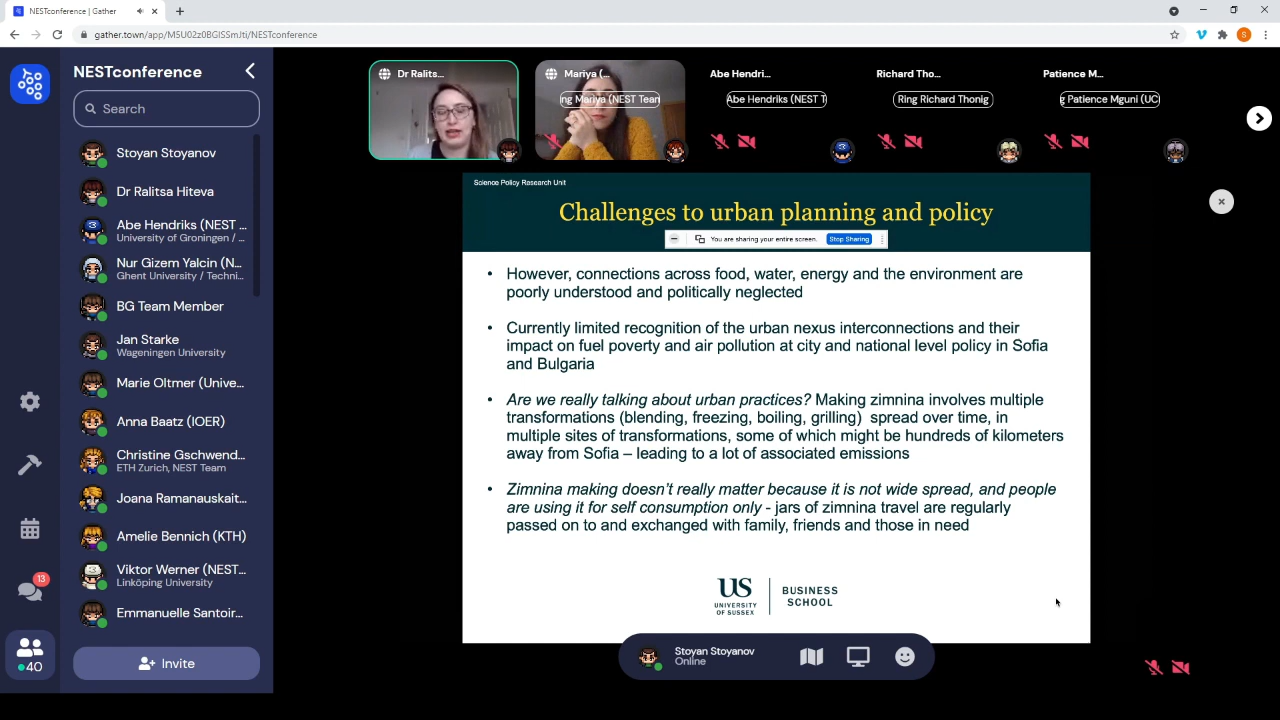 NESTconference | Gather
gather.town/app/M5U02z0BGlSSmJti/NESTconference
S
NESTconference
Search
Stoyan Stoyanov
Dr Ralitsa Hiteva
Abe Hendriks (NEST ...
University of Groningen / ...
Nur Gizem Yalcin (N...
Ghent University / Techni...
BG Team Member
Jan Starke
Wageningen University
Marie Oltmer (Unive...
Anna Baatz (IOER)
Christine Gschwend...
ETH Zurich, NEST Team
Joana Ramanauskait...
Amelie Bennich (KTH)
Viktor Werner (NEST...
Linköping University
Emmanuelle Santoir...
13
40
Invite
Dr Ralits...
Mariya (...
ng Mariya (NEST Tean
Abe Hendri...
Abe Hendriks (NEST T
Richard Tho...
Ring Richard Thonig
Patience M...
g Patience Mguni (UC
Science Policy Research Unit
Challenges to urban planning and policy
You are sharing your entire screen.
Stop Sharing
• However, connections across food, water, energy and the environment are
poorly understood and politically neglected
• Currently limited recognition of the urban nexus interconnections and their
impact on fuel poverty and air pollution at city and national level policy in Sofia
and Bulgaria
• Are we really talking about urban practices? Making zimnina involves multiple
transformations (blending, freezing, boiling, grilling) spread over time, in
multiple sites of transformations, some of which might be hundreds of kilometers
away from Sofia – leading to a lot of associated emissions
• Zimnina making doesn't really matter because it is not wide spread, and people
are using it for self consumption only - jars of zimnina travel are regularly
passed on to and exchanged with family, friends and those in need
US
UNIVERSITY
OF SUSSEX
BUSINESS
SCHOOL
Stoyan Stoyanov
Online